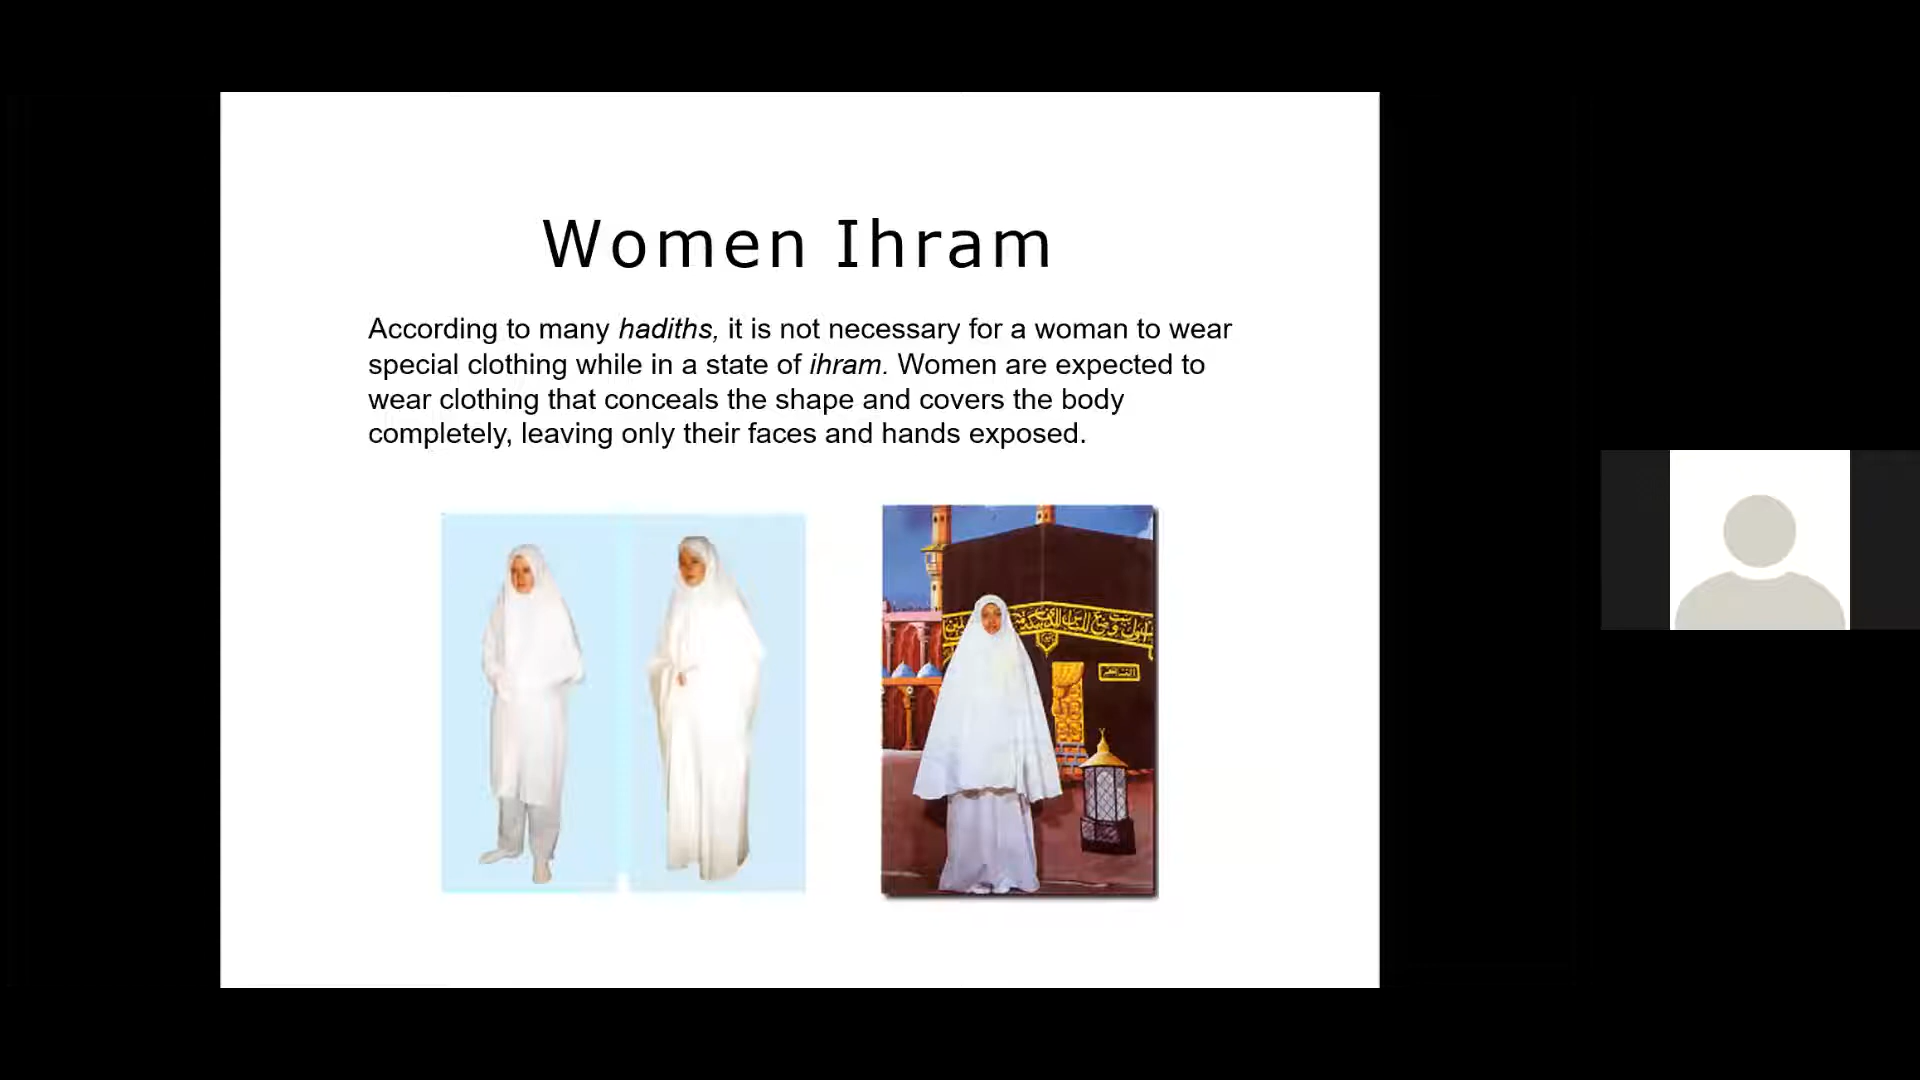 Women Ihram
According to many hadiths, it is not necessary for a woman to wear
special clothing while in a state of ihram. Women are expected to
wear clothing that conceals the shape and covers the body
completely, leaving only their faces and hands exposed.